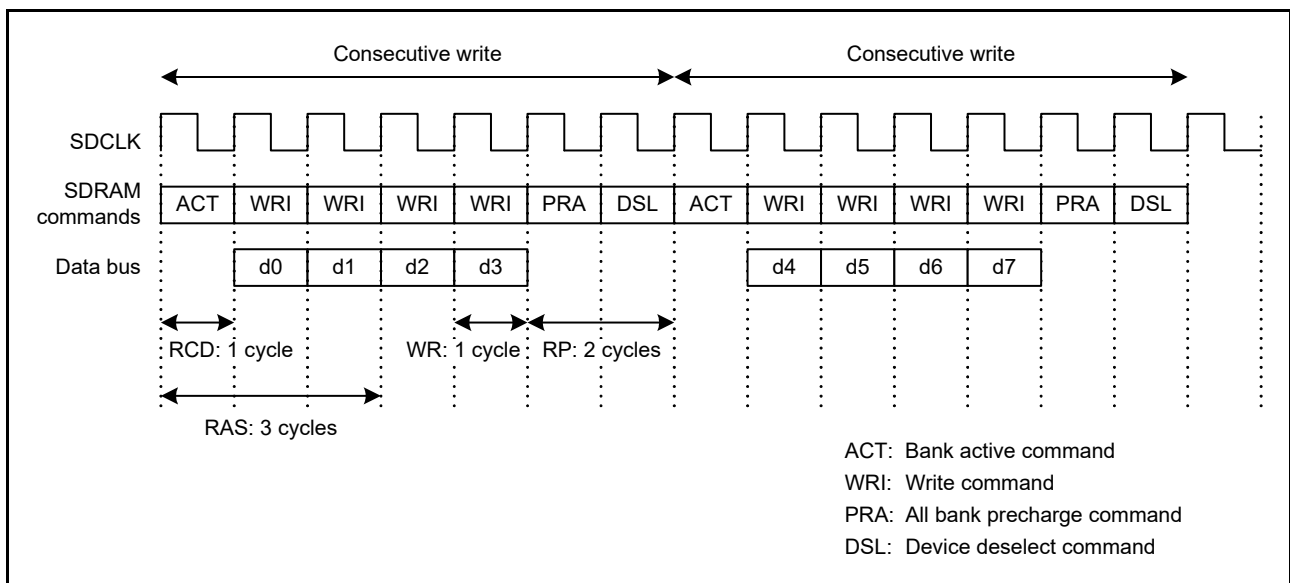 Consecutive write Consecutive write
SDCLK
SDRAM
commands
ACT WRI WRI WRI WRI PRA DSL ACT WRI WRI WRI WRI PRA DSL
Data bus d0 d1 d2 d3 d4 d5 d6 d7
RCD: 1 cycle WR: 1 cycle RP: 2 cycles
RAS: 3 cycles
ACT: Bank active command
WRI: Write command
PRA: All bank precharge command
DSL: Device deselect command